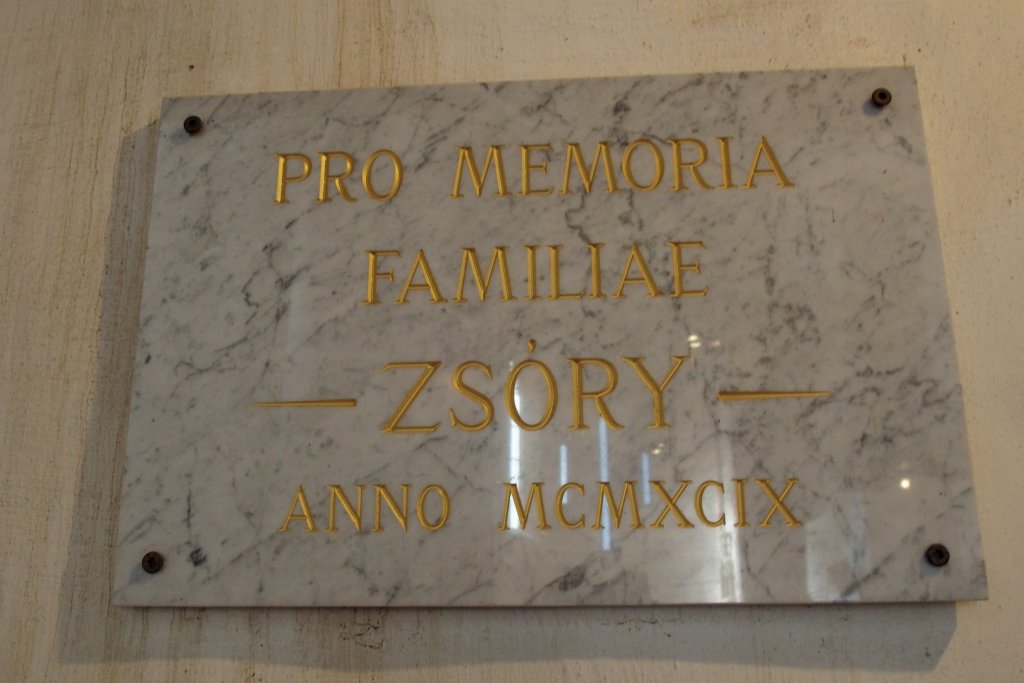 PRO MEMORIA
FAMILIAE
— ZSÓRY —
ANNO MCMXCIX